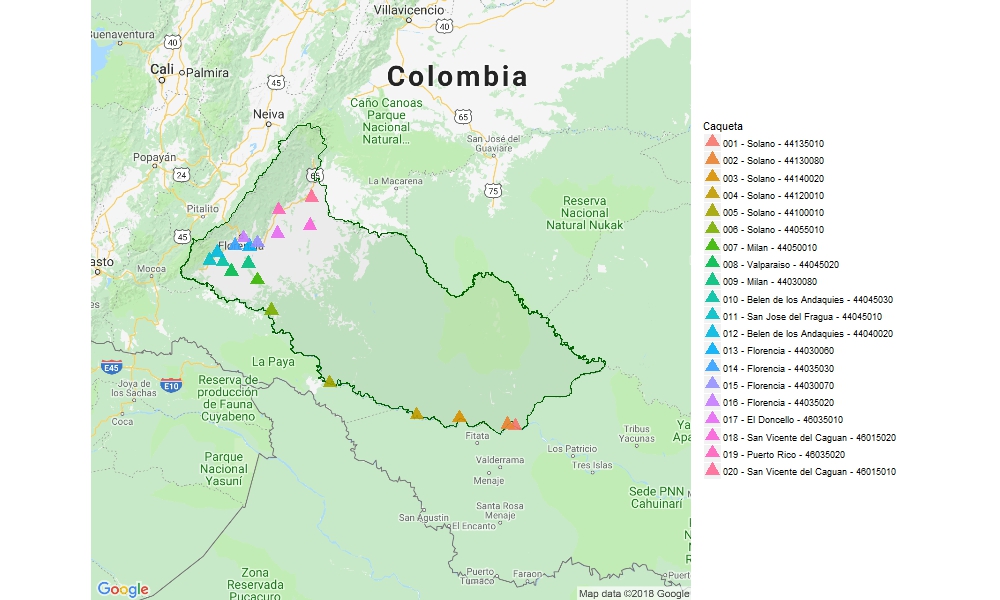 Villavicencio
40
Buenaventura
40
Cali
Palmira
Colombia
45
Caño Canoas
Parque
Nacional
Natural...
Neiva
65
San José del
Guaviare
Popayán
24
65
La Macarena
75
Pitalito
Reserva
Nacional
Natural Nukak
45
Florencia
asto
Mocoa
es
La Paya
E45
E10
Joya de
los Sachas
Reserva de
producción
de Fauna
Cuyabeno
Coca
Fitata
Tribus
Yacunas
Ya
Apa
Los Patricio
Valderrama
Tres Islas
Parque
Nacional
Yasuní
Menaje
Sede PNN
Cahuinarí
Santa Rosa
Menaje
San Agustin
El Encanto
N
N
R
Zona
Reservada
Pucacuro
Puerto
Tumaco
Faraon
Puert
Google
Map data ©2018 Google
Caqueta
001 - Solano - 44135010
002 - Solano - 44130080
003 - Solano - 44140020
004 - Solano - 44120010
005 - Solano - 44100010
006 - Solano - 44055010
007 - Milan - 44050010
008 - Valparaiso - 44045020
009 - Milan - 44030080
010 - Belen de los Andaquies - 44045030
011 - San Jose del Fragua - 44045010
012 - Belen de los Andaquies - 44040020
013 - Florencia - 44030060
014 - Florencia - 44035030
015 - Florencia - 44030070
016 - Florencia - 44035020
017 - El Doncello - 46035010
018 - San Vicente del Caguan - 46015020
019 - Puerto Rico - 46035020
020 - San Vicente del Caguan - 46015010